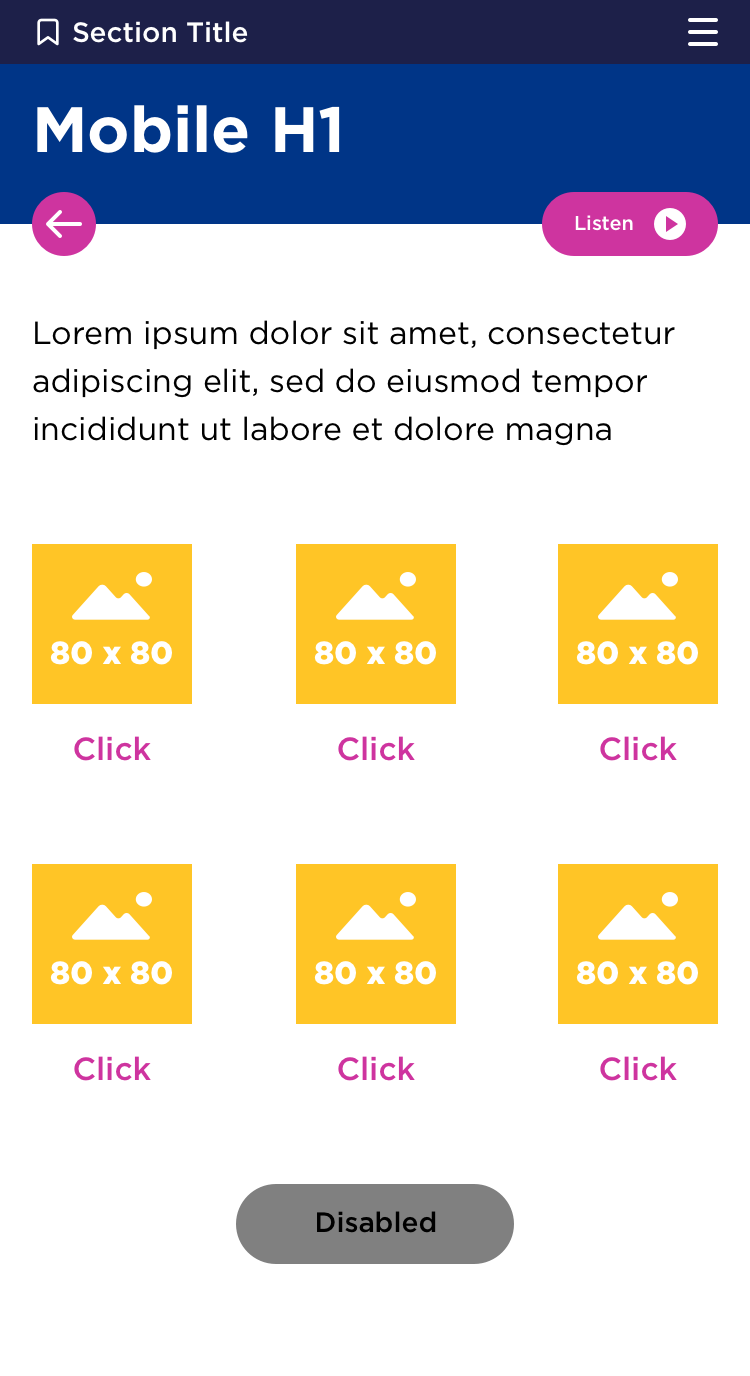 Section Title
Mobile H1
Listen
Lorem ipsum dolor sit amet, consectetur
adipiscing elit, sed do eiusmod tempor
incididunt ut labore et dolore magna
80 x 80
80 x 80
80 x 80
Click
Click
Click
80 x 80
80 x 80
80 x 80
Click
Click
Click
Disabled